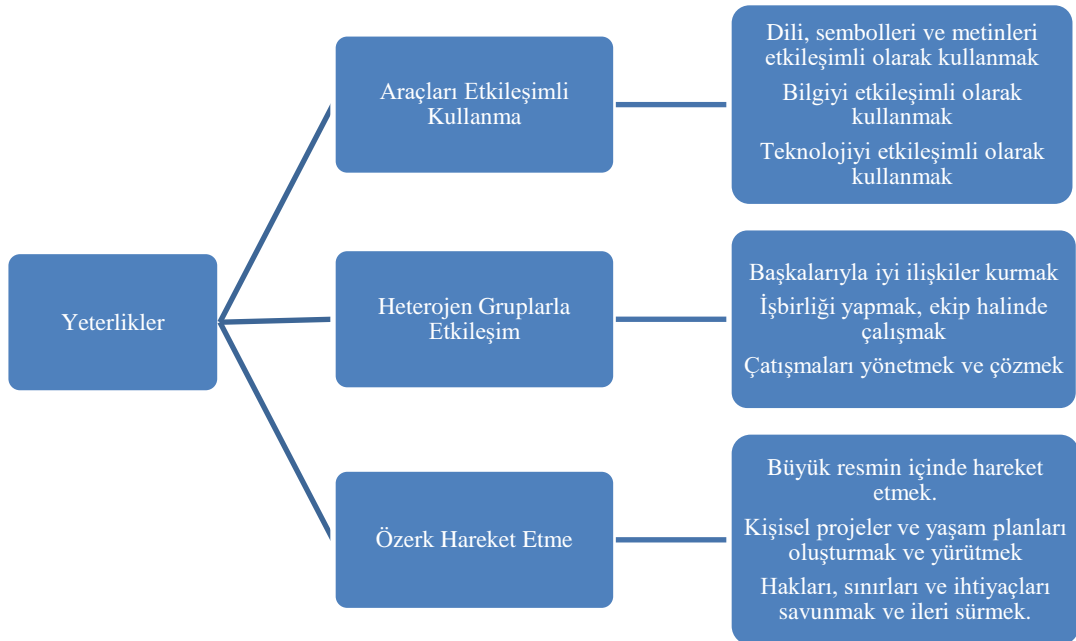 Yeterlikler
Araçları Etkileşimli
Kullanma
Dili, sembolleri ve metinleri
etkileşimli olarak kullanmak
Bilgiyi etkileşimli olarak
kullanmak
Teknolojiyi etkileşimli olarak
kullanmak
Heterojen Gruplarla
Etkileşim
Başkalarıyla iyi ilişkiler kurmak
İşbirliği yapmak, ekip halinde
çalışmak
Çatışmaları yönetmek ve çözmek
Özerk Hareket Etme
Büyük resmin içinde hareket
etmek.
Kişisel projeler ve yaşam planları
oluşturmak ve yürütmek
Hakları, sınırları ve ihtiyaçları
savunmak ve ileri sürmek.